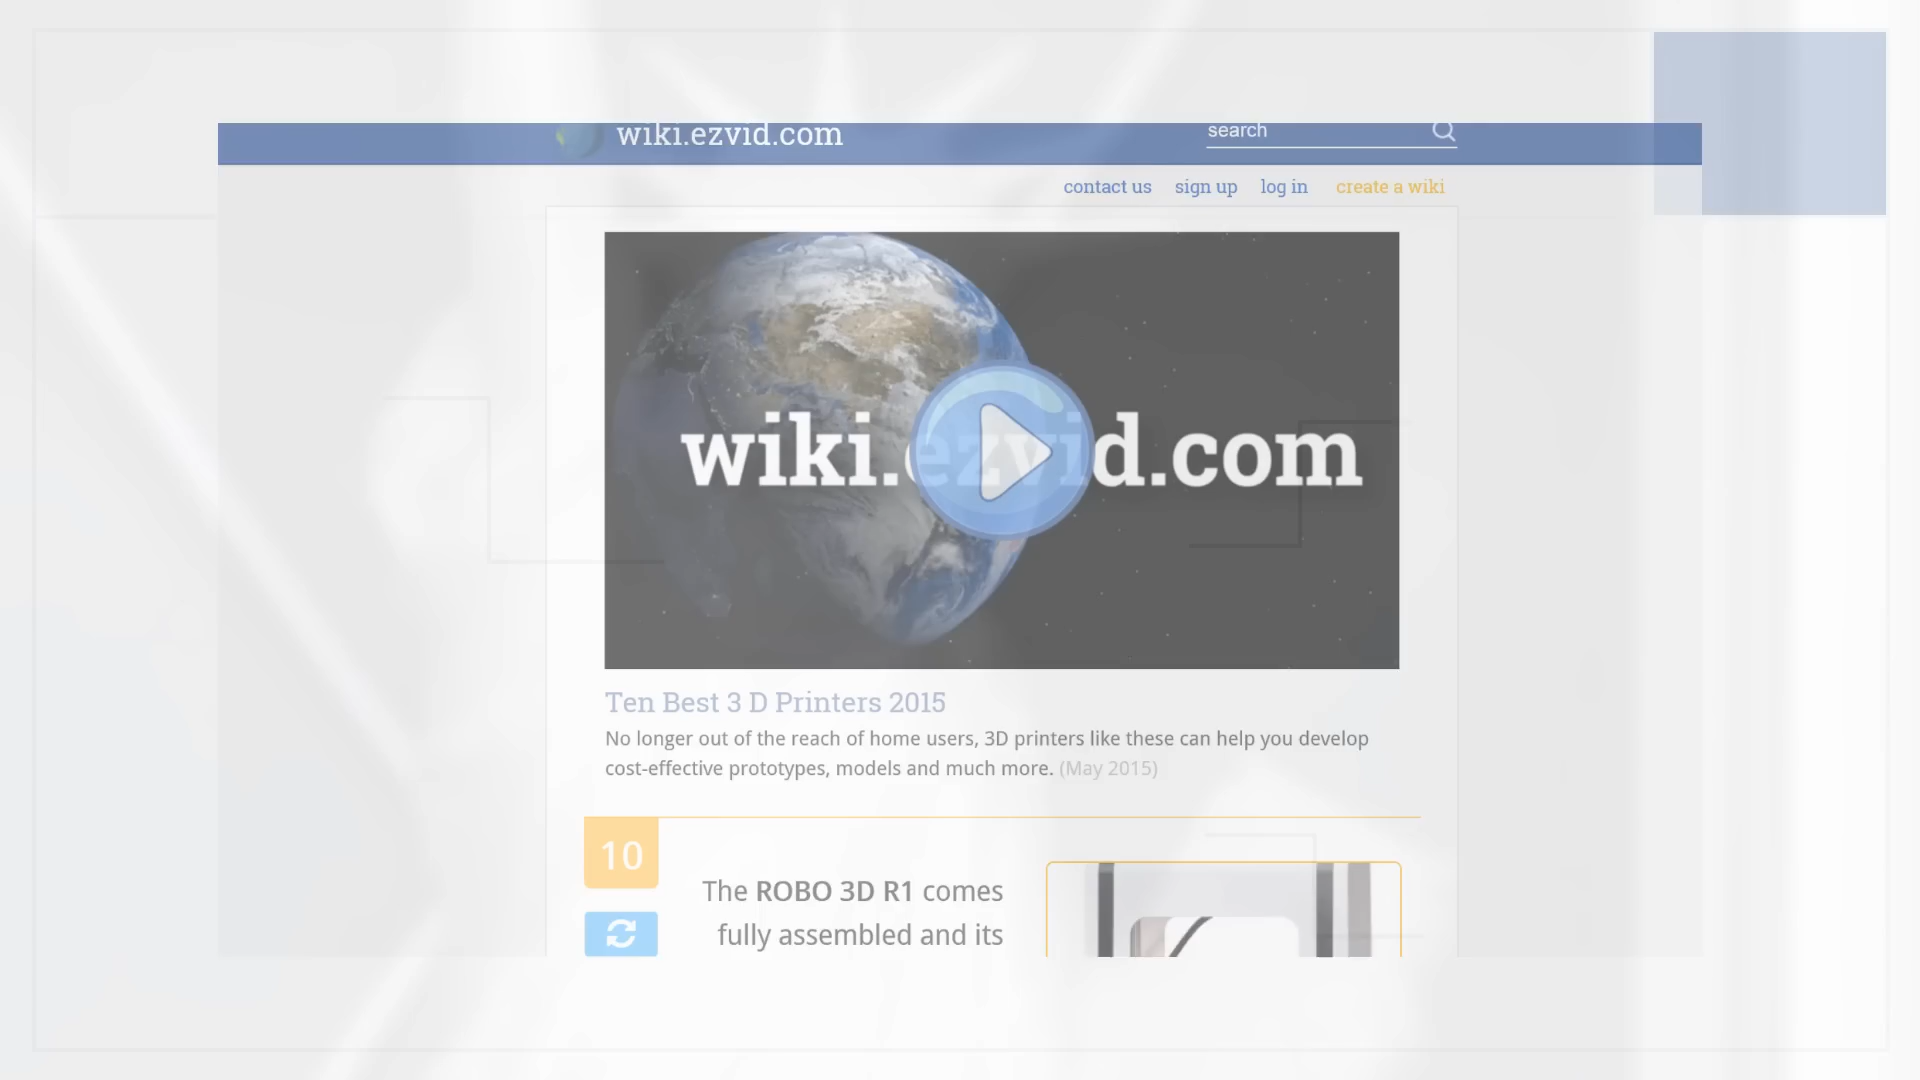 wiki.ezvid.com
search
contact us sign up log in create a wiki
wiki.ezvid.com
Ten Best 3 D Printers 2015
No longer out of the reach of home users, 3D printers like these can help you develop
cost-effective prototypes, models and much more. (May 2015)
10
The ROBO 3D R1 comes
fully assembled and its